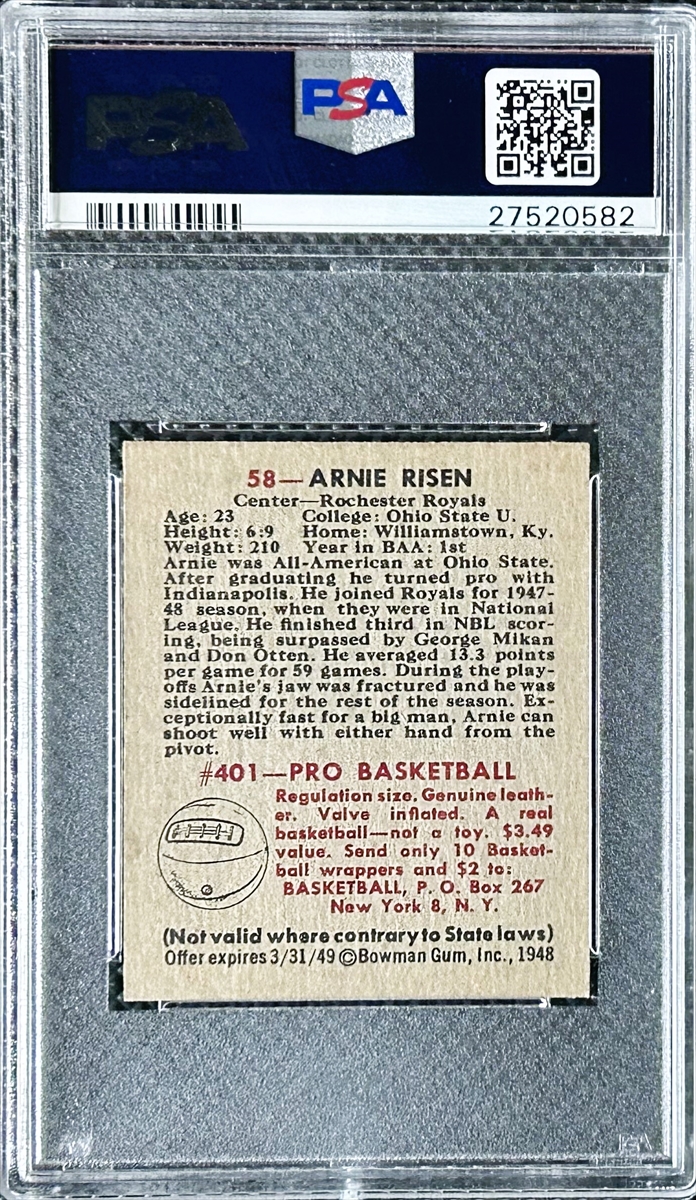 OF CLOTT
PSA
PSA
27520582
58—ARNIE RISEN
Center—Rochester Royals
Age: 23 College: Ohio State U.
Height: 6:9 Home: Williamstown, Ky.
Weight: 210 Year in BAA: 1st
Arnie was All-American at Ohio State.
After graduating he turned pro with
Indianapolis. He joined Royals for 1947-
48 season, when they were in National
League. He finished third in NBL scor-
ing, being surpassed by George Mikan
and Don Otten. He averaged 13.3 points
per game for 59 games. During the play-
offs Arnie's jaw was fractured and he was
sidelined for the rest of the season. Ex-
ceptionally fast for a big man, Arnie can
shoot well with either hand from the
pivot.
#401—PRO BASKETBALL
Regulation size. Genuine leath-
er. Valve inflated. A real
basketball—not a toy. $3.49
value. Send only 10 Basket-
ball wrappers and $2 to:
BASKETBALL, P. O. Box 267
New York 8, N. Y.
(Not valid where contrary to State laws)
Offer expires 3/31/49 ©Bowman Gum, Inc., 1948